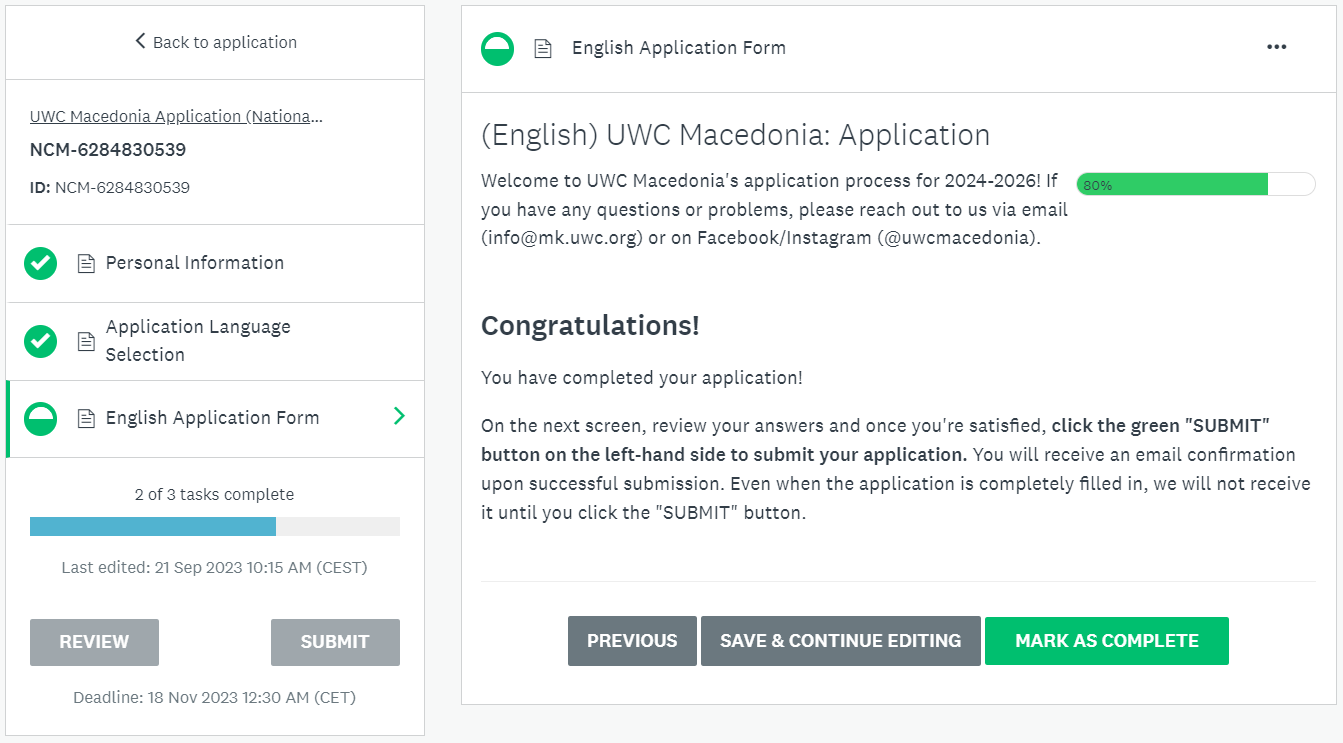 Back to application
UWC Macedonia Application (Nationa...
NCM-6284830539
ID: NCM-6284830539
Personal Information
Application Language
Selection
English Application Form
2 of 3 tasks complete
Last edited: 21 Sep 2023 10:15 AM (CEST)
REVIEW
SUBMIT
Deadline: 18 Nov 2023 12:30 AM (CET)
English Application Form
(English) UWC Macedonia: Application
Welcome to UWC Macedonia's application process for 2024-2026! If
you have any questions or problems, please reach out to us via email
(info@mk.uwc.org) or on Facebook/Instagram (@uwcmacedonia).
80%
Congratulations!
You have completed your application!
On the next screen, review your answers and once you're satisfied, click the green "SUBMIT"
button on the left-hand side to submit your application. You will receive an email confirmation
upon successful submission. Even when the application is completely filled in, we will not receive
it until you click the "SUBMIT" button.
PREVIOUS
SAVE & CONTINUE EDITING
MARK AS COMPLETE